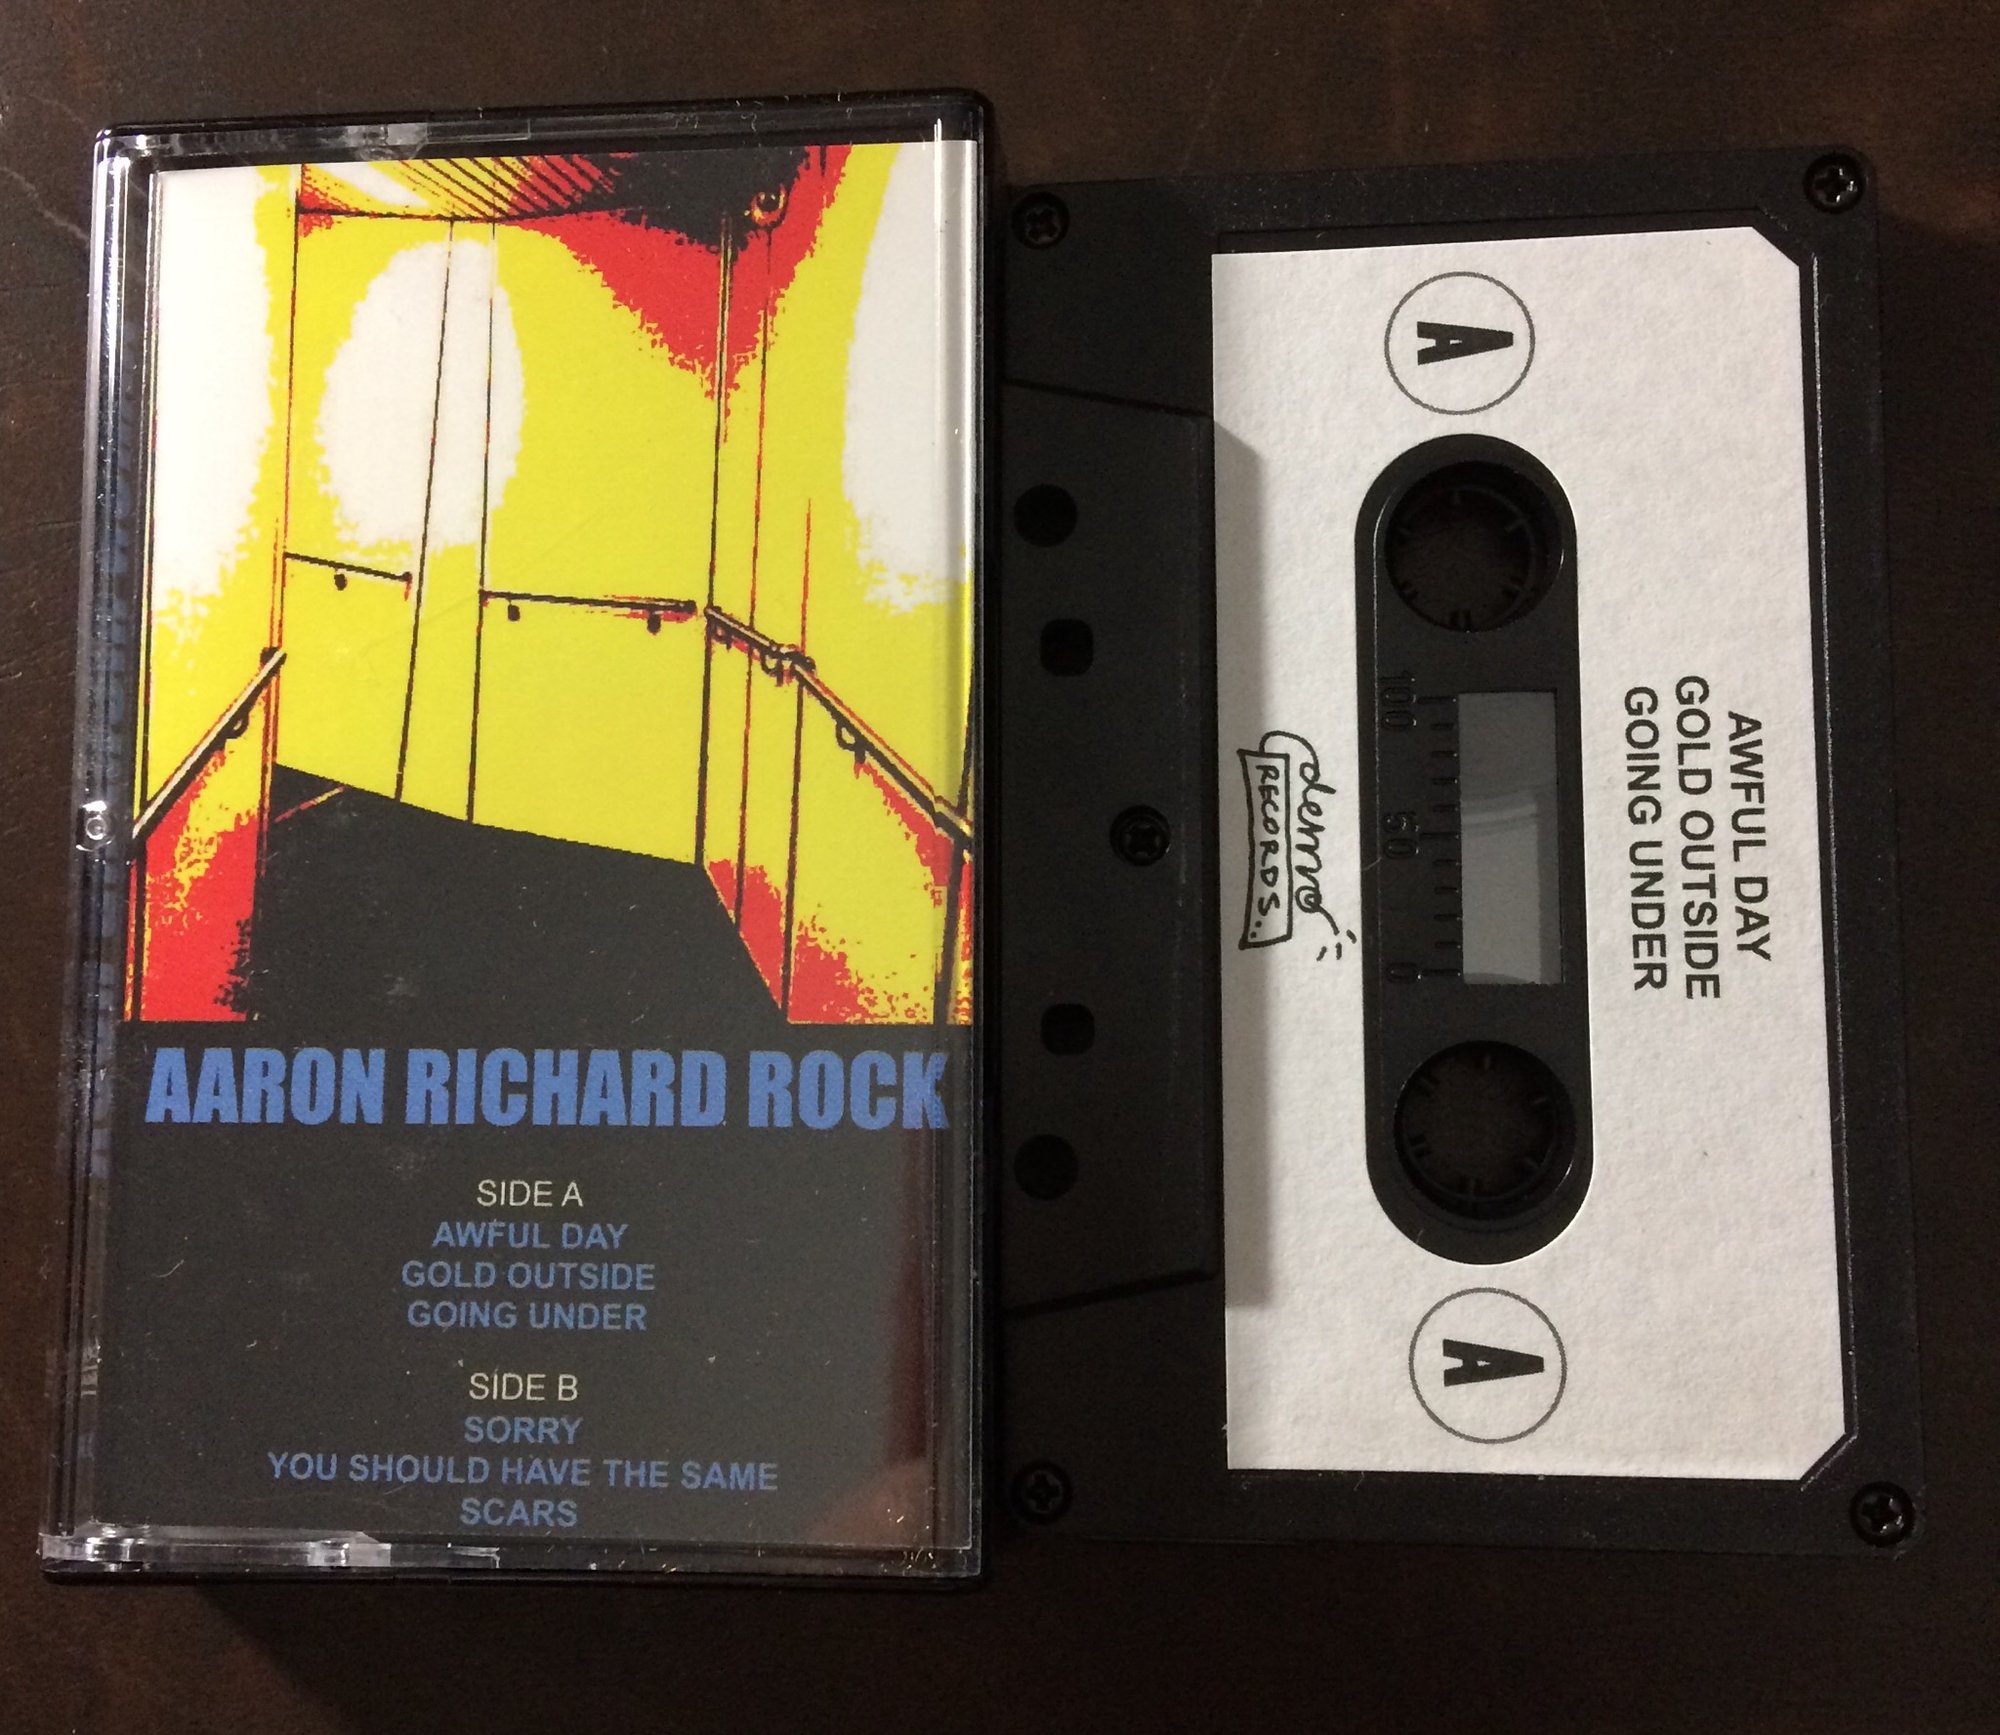 AARON RICHARD ROCK
SIDE A
AWFUL DAY
GOLD OUTSIDE
GOING UNDER
SIDE B
SORRY
YOU SHOULD HAVE THE SAME
SCARS
A
AWFUL DAY
GOLD OUTSIDE
GOING UNDER
100 50 0
demo
RECORDS..
A